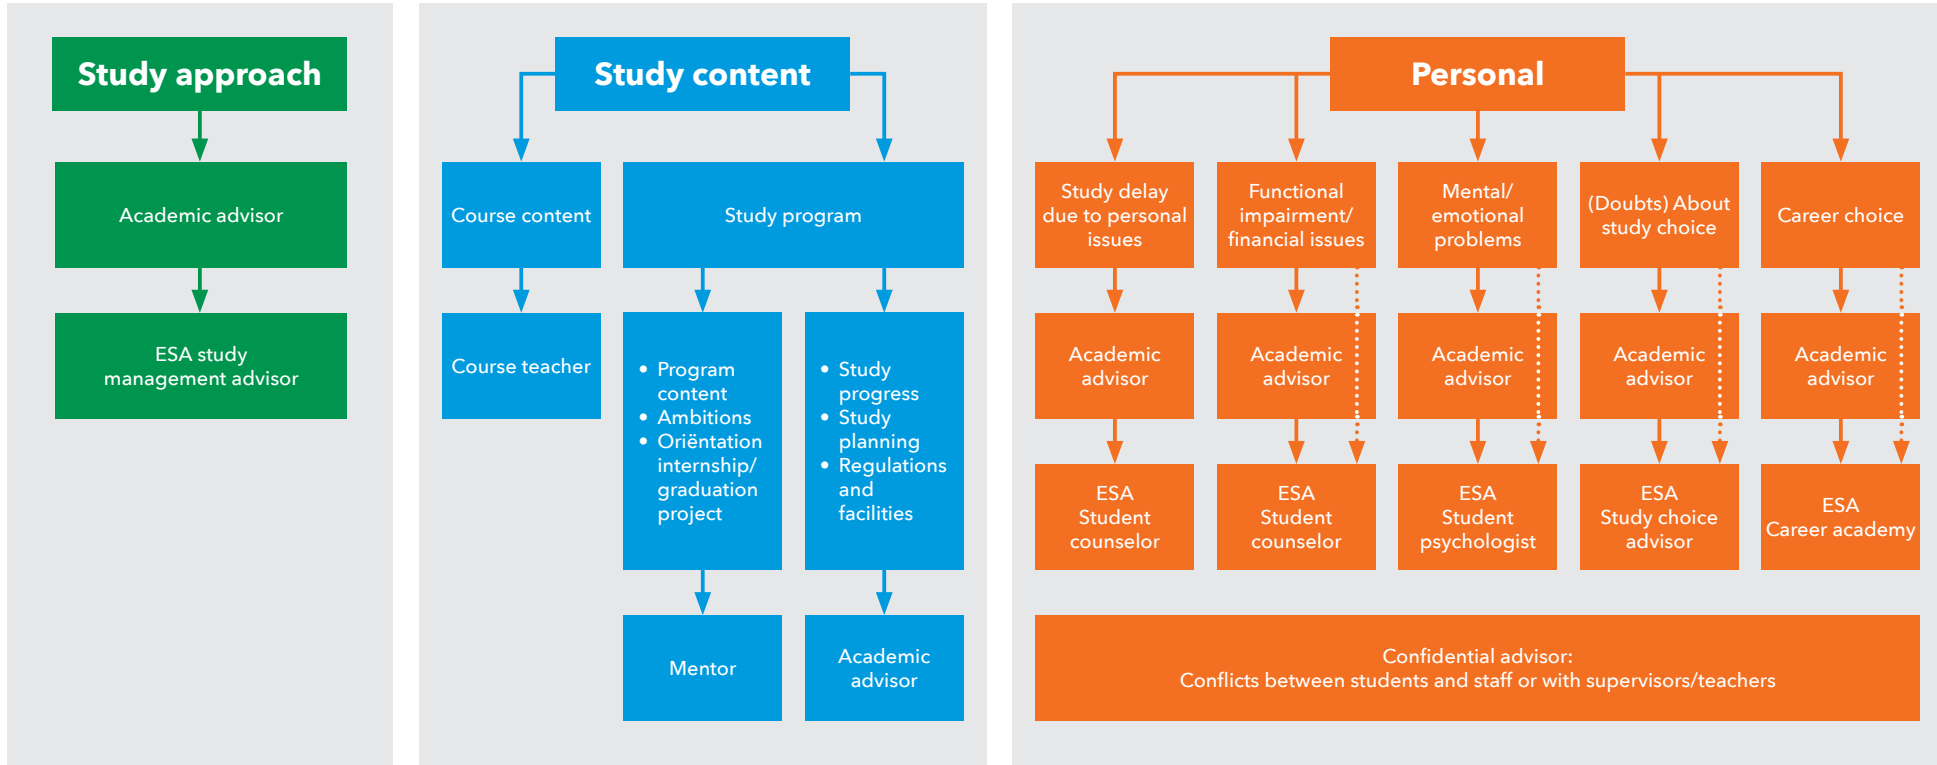 Study approach
Academic advisor
ESA study
management advisor
Study content
Course content
Study program
Course teacher
• Program
content
• Ambitions
• Oriëntation
internship/
graduation
project
• Study
progress
• Study
planning
• Regulations
and
facilities
Mentor
Academic
advisor
Personal
Study delay
due to personal
issues
Functional
impairment/
financial issues
Mental/
emotional
problems
(Doubts) About
study choice
Career choice
Academic
advisor
Academic
advisor
Academic
advisor
Academic
advisor
Academic
advisor
ESA
Student
counselor
ESA
Student
counselor
ESA
Student
psychologist
ESA
Study choice
advisor
ESA
Career academy
Confidential advisor:
Conflicts between students and staff or with supervisors/teachers